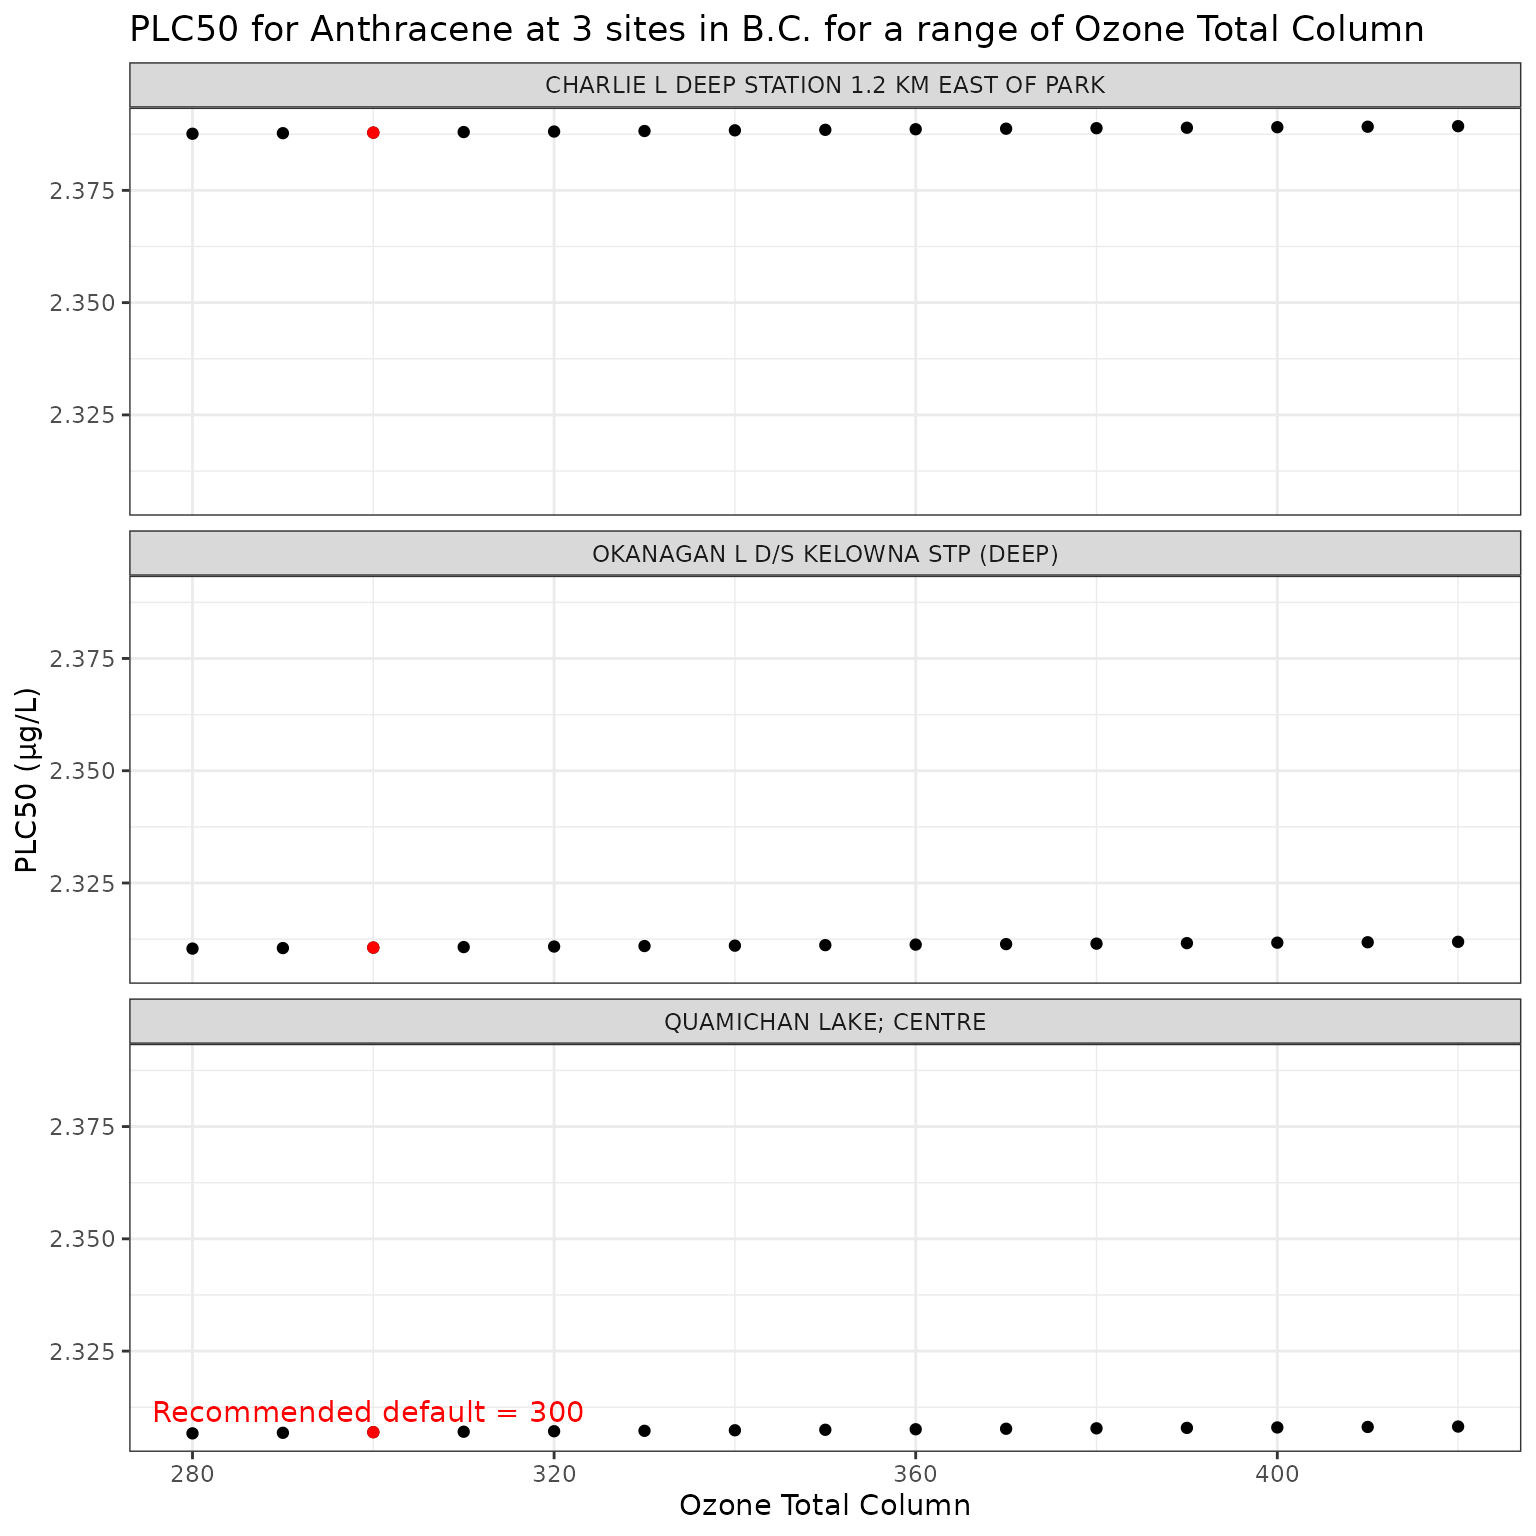 PLC50 for Anthracene at 3 sites in B.C. for a range of Ozone Total Column
CHARLIE L DEEP STATION 1.2 KM EAST OF PARK
2.375
2.350
2.325
OKANAGAN L D/S KELOWNA STP (DEEP)
2.375
2.350
2.325
PLC50 (µg/L)
QUAMICHAN LAKE; CENTRE
2.375
2.350
2.325
Recommended default = 300
280 320 360 400
Ozone Total Column